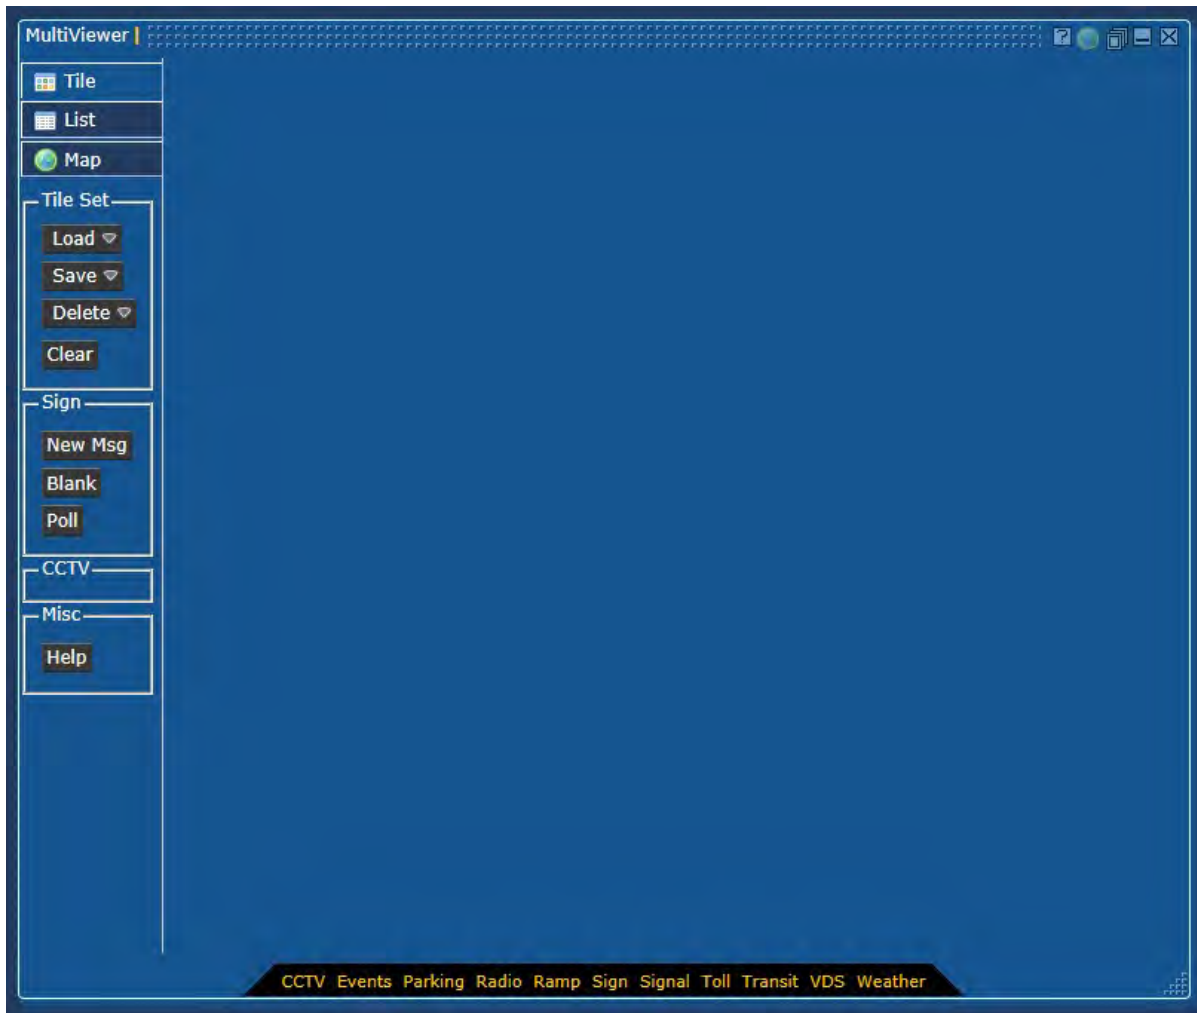 MultiViewer
Tile
List
Map
Tile Set
Load
Save
Delete
Clear
Sign
New Msg
Blank
Poll
CCTV
Misc
Help
CCTV Events Parking Radio Ramp Sign Signal Toll Transit VDS Weather